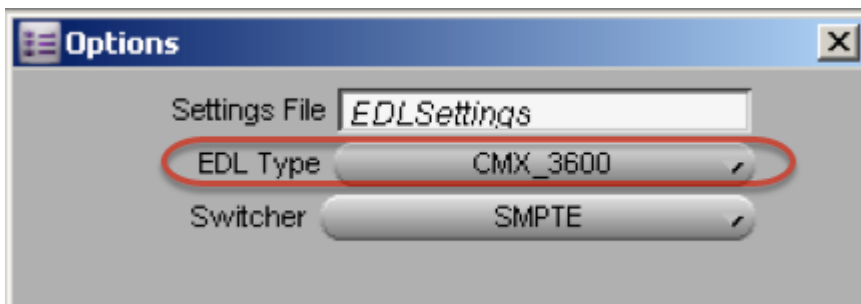 Options
Settings File EDLSettings
EDL Type CMX_3600
Switcher SMPTE